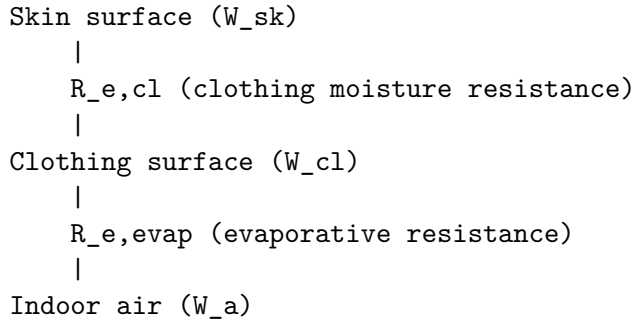 Skin surface (W_sk)
|
R_e,cl (clothing moisture resistance)
|
Clothing surface (W_cl)
|
R_e,evap (evaporative resistance)
|
Indoor air (W_a)